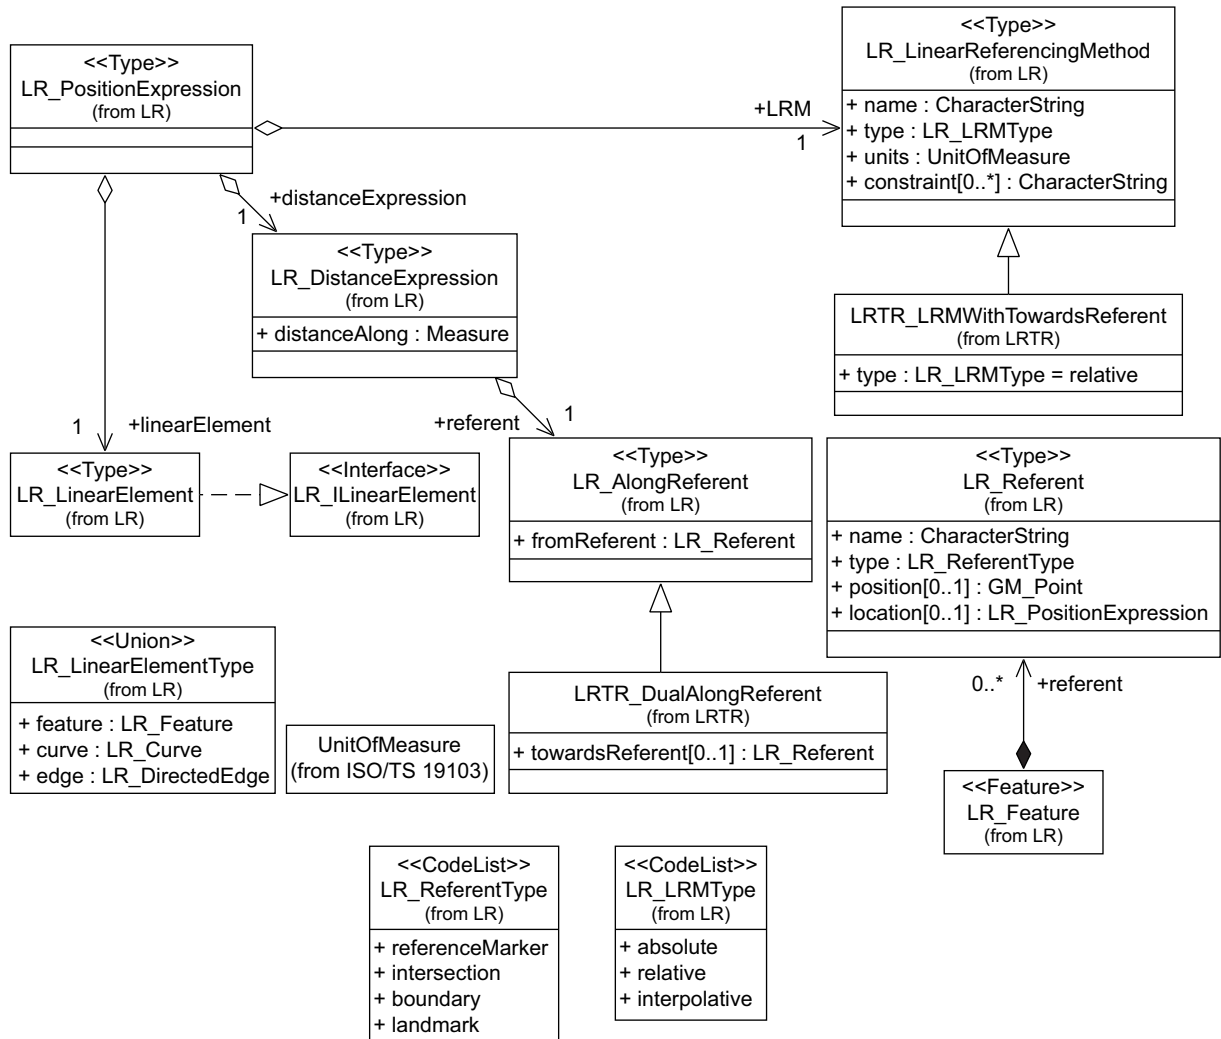 <<Type>>
LR_PositionExpression
(from LR)
<<Type>>
LR_LinearReferencingMethod
(from LR)
+ name : CharacterString
+ type : LR_LRMType
+ units : UnitOfMeasure
+ constraint[0..*] : CharacterString
+LRM
1
+distanceExpression
1
<<Type>>
LR_DistanceExpression
(from LR)
+ distanceAlong : Measure
LRTR_LRMWithTowardsReferent
(from LRTR)
+ type : LR_LRMType = relative
1
+linearElement
+referent
1
<<Type>>
LR_LinearElement
(from LR)
<<Interface>>
LR_ILinearElement
(from LR)
<<Type>>
LR_AlongReferent
(from LR)
+ fromReferent : LR_Referent
<<Type>>
LR_Referent
(from LR)
+ name : CharacterString
+ type : LR_ReferentType
+ position[0..1] : GM_Point
+ location[0..1] : LR_PositionExpression
<<Union>>
LR_LinearElementType
(from LR)
+ feature : LR_Feature
+ curve : LR_Curve
+ edge : LR_DirectedEdge
UnitOfMeasure
(from ISO/TS 19103)
LRTR_DualAlongReferent
(from LRTR)
+ towardsReferent[0..1] : LR_Referent
0..*
+referent
<<Feature>>
LR_Feature
(from LR)
<<CodeList>>
LR_ReferentType
(from LR)
+ referenceMarker
+ intersection
+ boundary
+ landmark
<<CodeList>>
LR_LRMType
(from LR)
+ absolute
+ relative
+ interpolative